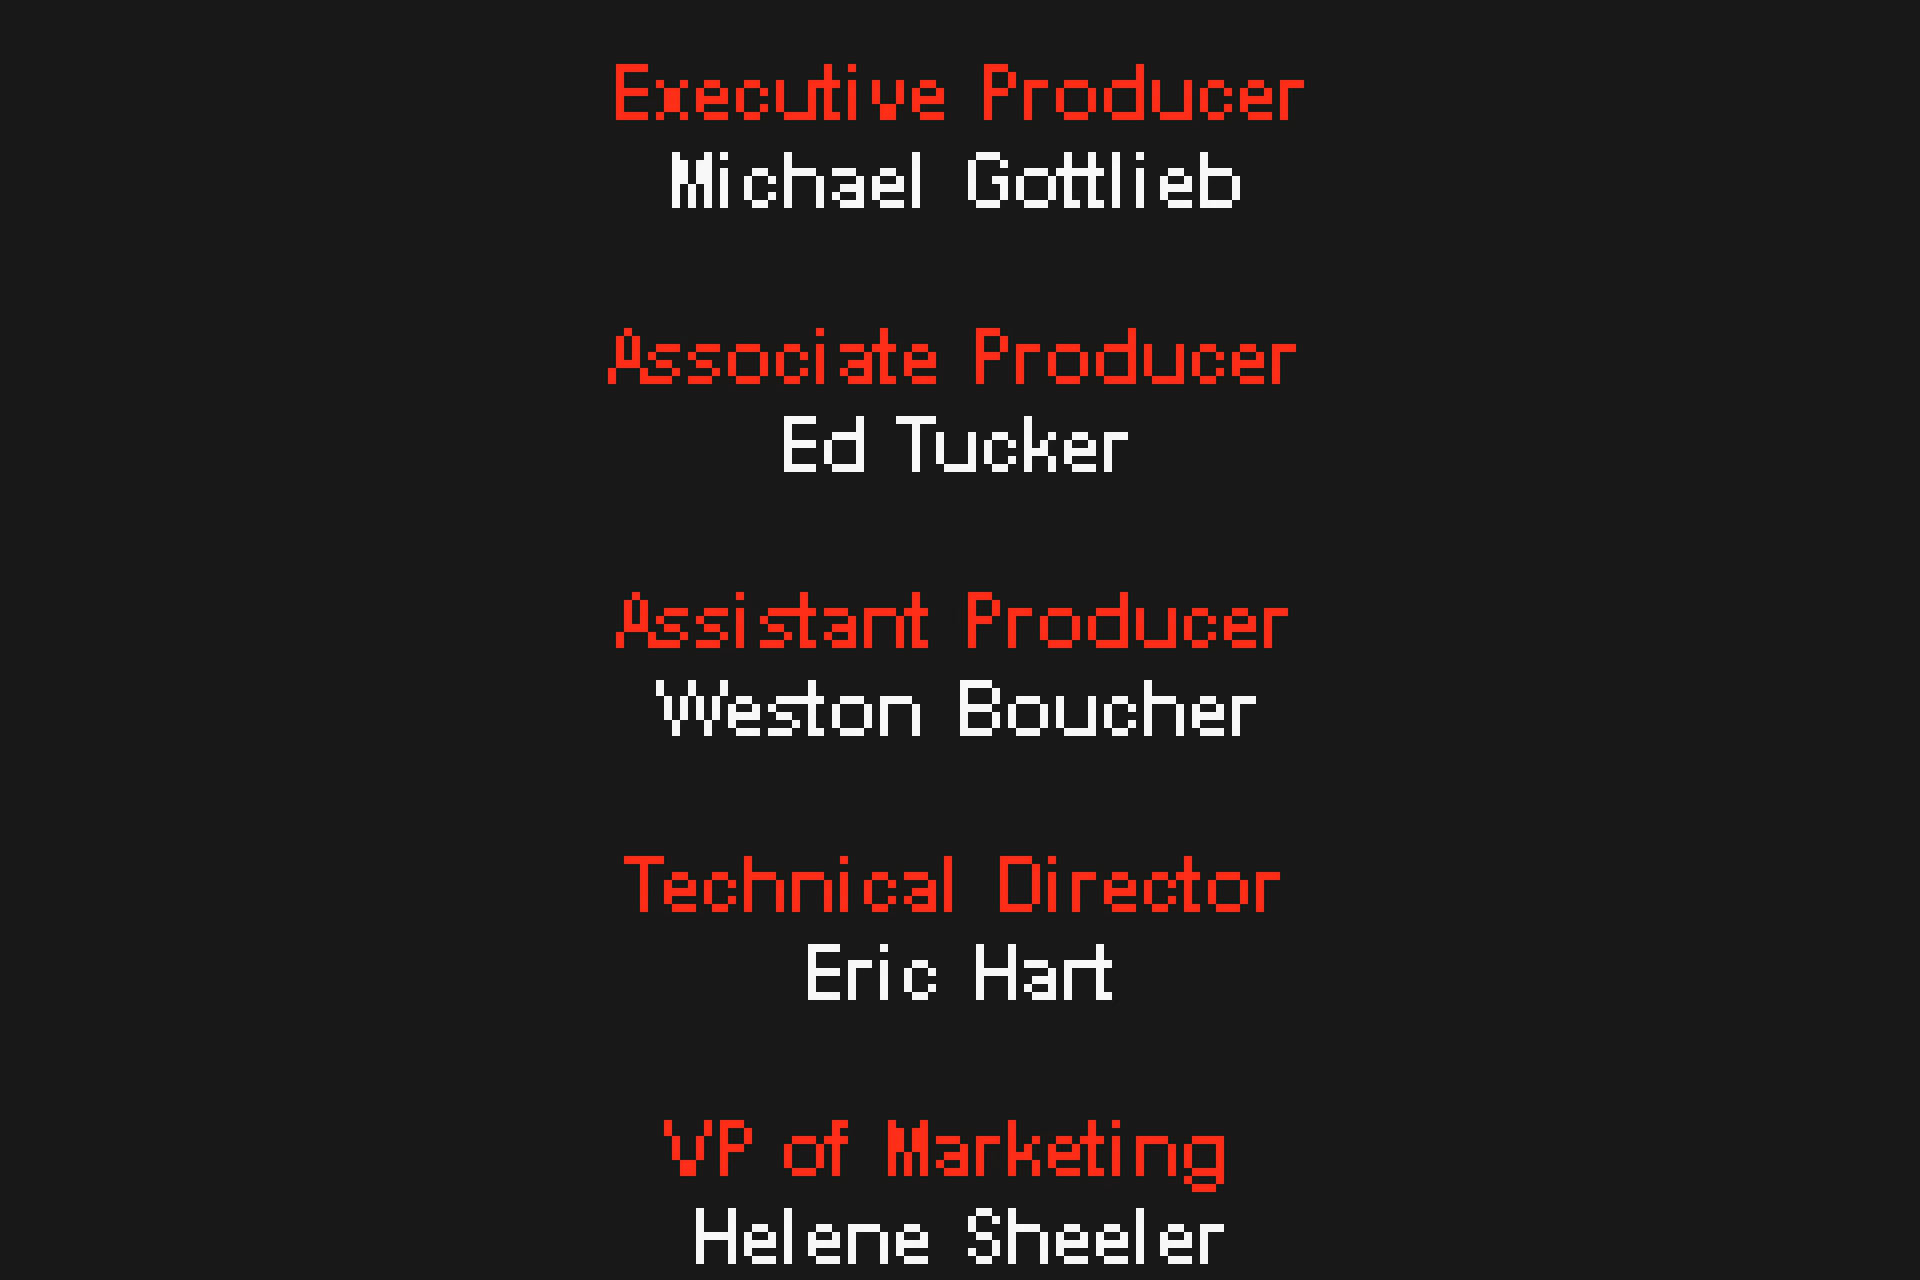 Executive Producer
Michael Gottlieb
Associate Producer
Ed Tucker
Assistant Producer
Weston Boucher
Technical Director
Eric Hart
VP of Marketing
Helene Sheeler